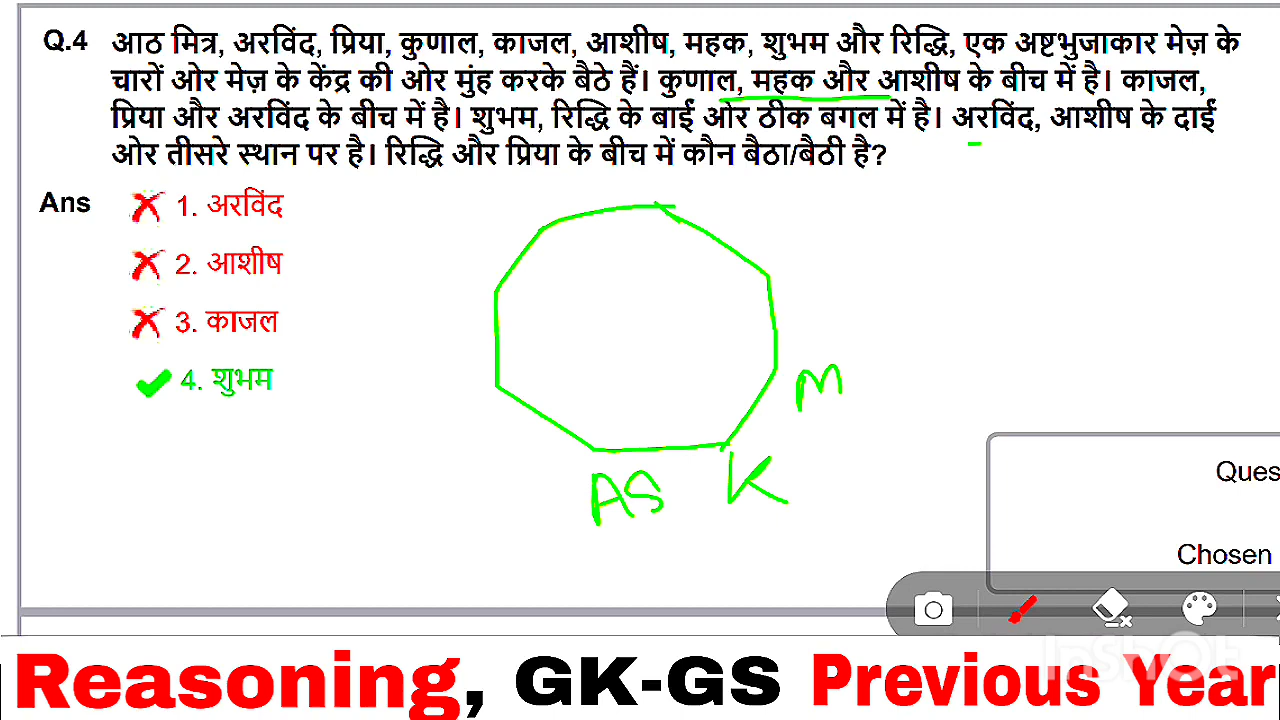 Q.4 आठ मित्र, अरविंद, प्रिया, कुणाल, काजल, आशीष, महक, शुभम और रिद्धि, एक अष्टभुजाकार मेज़ के
चारों ओर मेज़ के केंद्र की ओर मुंह करके बैठे हैं। कुणाल, महक और आशीष के बीच में है। काजल,
प्रिया और अरविंद के बीच में है। शुभम, रिद्धि के बाईं ओर ठीक बगल में है। अरविंद, आशीष के दाईं
ओर तीसरे स्थान पर है। रिद्धि और प्रिया के बीच में कौन बैठा/बैठी है?
Ans 1. अरविंद
2. आशीष
3. काजल
4. शुभम
M
AS K
Ques
Chosen
InShOt
Reasoning, GK-GS Previous Year